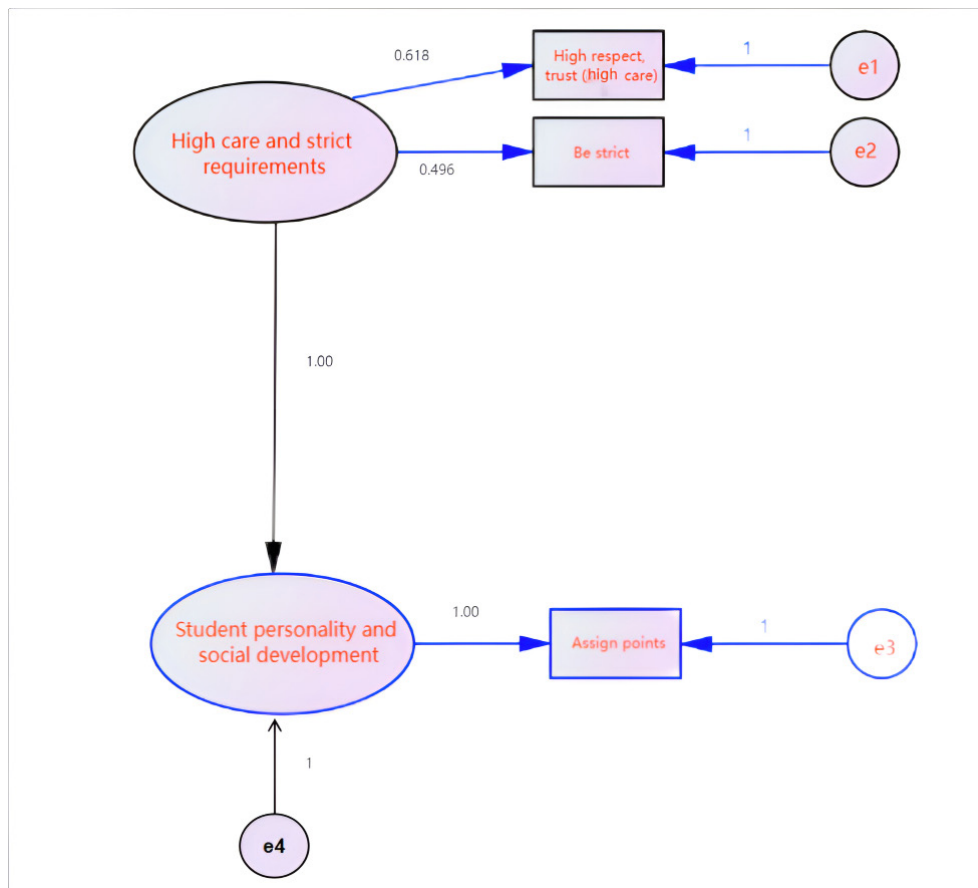 0.618
High respect,
trust (high care)
1
e1
High care and strict
requirements
0.496
Be strict
1
e2
1.00
Student personality and
social development
1.00
Assign points
1
e3
1
e4